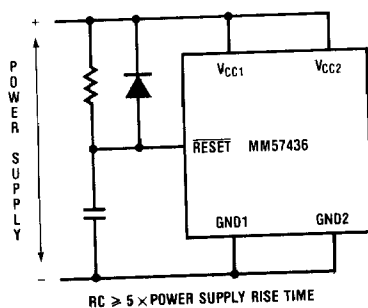 +
POWER SUPPLY
VCC1 VCC2
RESET MM57436
GND1 GND2
−
RC ≥ 5 × POWER SUPPLY RISE TIME